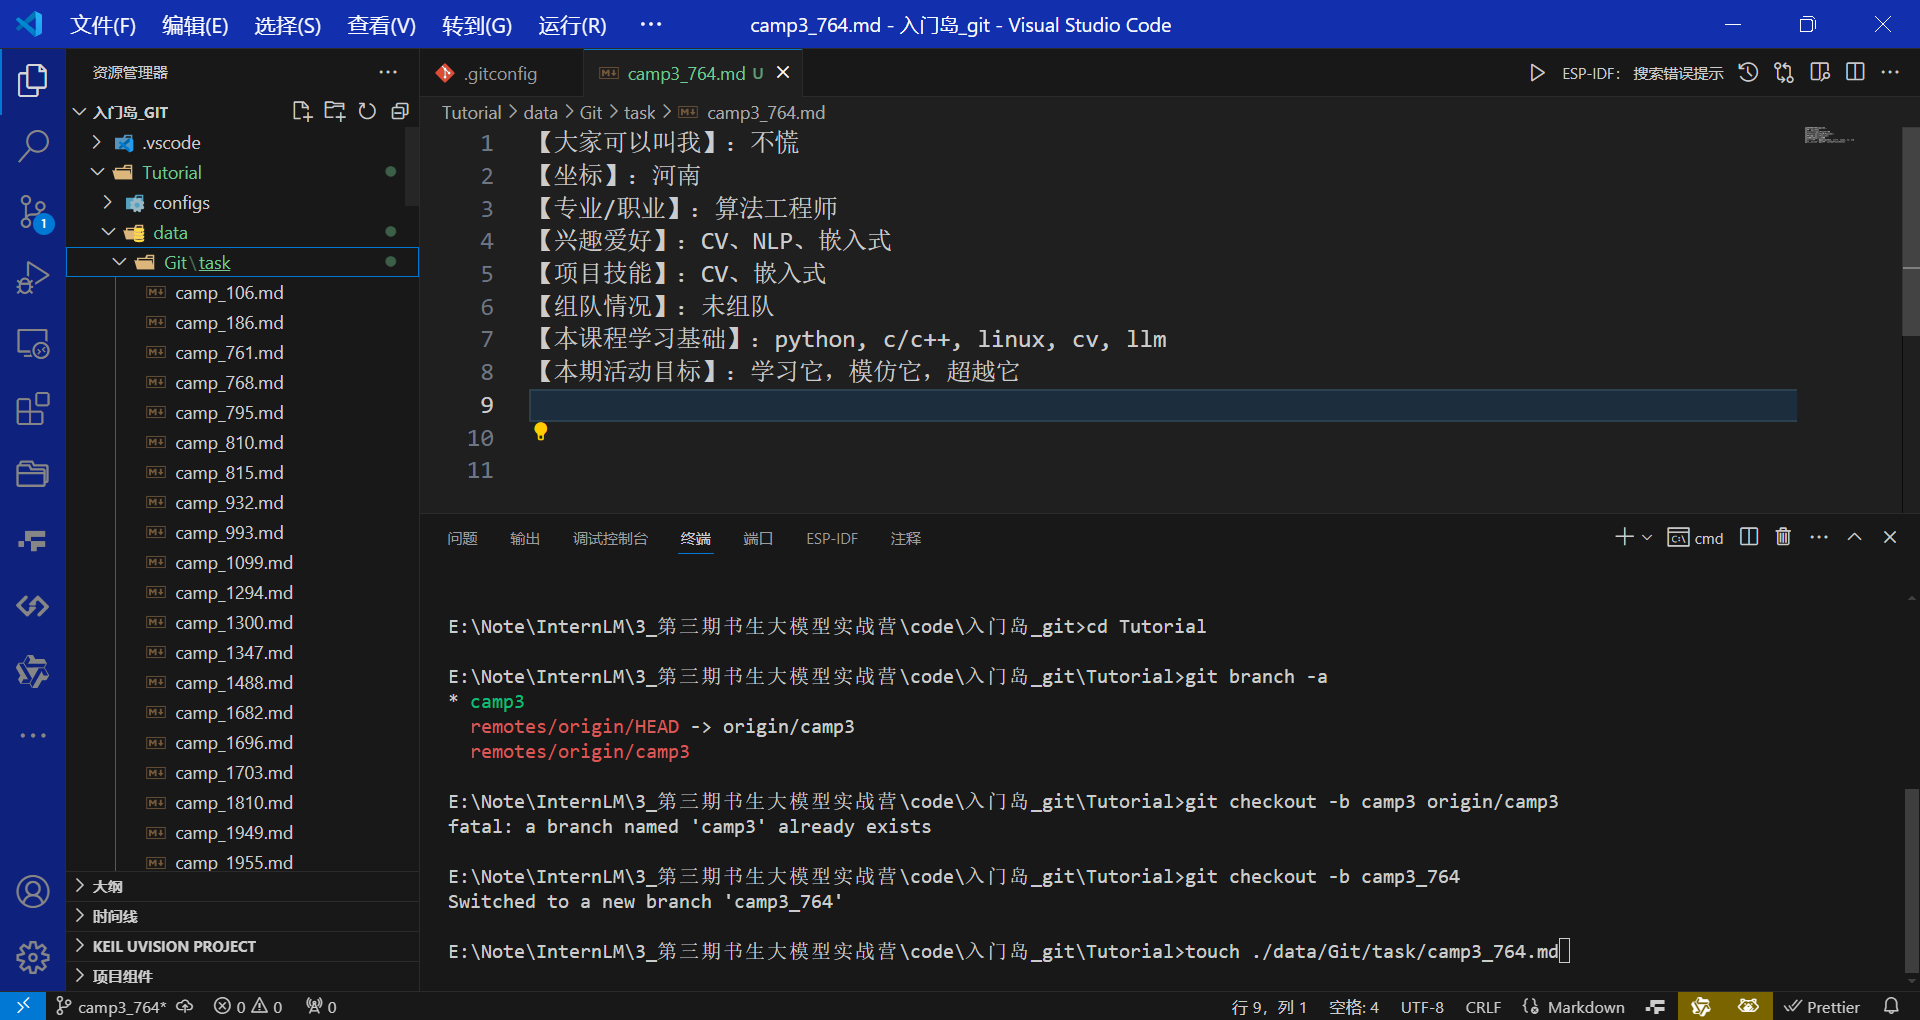 文件(F) 编辑(E) 选择(S) 查看(V) 转到(G) 运行(R) ··· camp3_764.md - 入门岛_git - Visual Studio Code
资源管理器
入门岛_GIT
.vscode
Tutorial
configs
data
Git\task
camp_106.md
camp_186.md
camp_761.md
camp_768.md
camp_795.md
camp_810.md
camp_815.md
camp_932.md
camp_993.md
camp_1099.md
camp_1294.md
camp_1300.md
camp_1347.md
camp_1488.md
camp_1682.md
camp_1696.md
camp_1703.md
camp_1810.md
camp_1949.md
camp_1955.md
大纲
时间线
KEIL UVISION PROJECT
项目组件
1
.gitconfig camp3_764.md U
ESP-IDF: 搜索错误提示
Tutorial > data > Git > task > camp3_764.md
1 【大家可以叫我】：不慌
2 【坐标】：河南
3 【专业/职业】：算法工程师
4 【兴趣爱好】：CV、NLP、嵌入式
5 【项目技能】：CV、嵌入式
6 【组队情况】：未组队
7 【本课程学习基础】：python, c/c++, linux, cv, llm
8 【本期活动目标】：学习它，模仿它，超越它
9
10
11
问题 输出 调试控制台 终端 端口 ESP-IDF 注释
cmd
E:\Note\InternLM\3_第三期书生大模型实战营\code\入门岛_git>cd Tutorial
E:\Note\InternLM\3_第三期书生大模型实战营\code\入门岛_git\Tutorial>git branch -a
* camp3
remotes/origin/HEAD -> origin/camp3
remotes/origin/camp3
E:\Note\InternLM\3_第三期书生大模型实战营\code\入门岛_git\Tutorial>git checkout -b camp3 origin/camp3
fatal: a branch named 'camp3' already exists
E:\Note\InternLM\3_第三期书生大模型实战营\code\入门岛_git\Tutorial>git checkout -b camp3_764
Switched to a new branch 'camp3_764'
E:\Note\InternLM\3_第三期书生大模型实战营\code\入门岛_git\Tutorial>touch ./data/Git/task/camp3_764.md
camp3_764* 0 0 0 行 9，列 1 空格: 4 UTF-8 CRLF Markdown Prettier